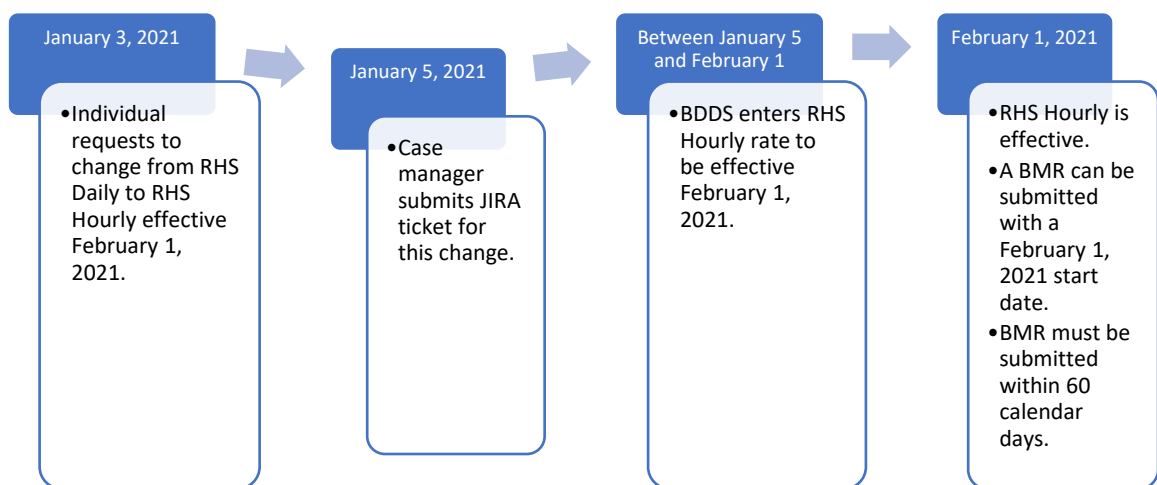 January 3, 2021
•Individual
requests to
change from RHS
Daily to RHS
Hourly effective
February 1,
2021.
January 5, 2021
•Case
manager
submits JIRA
ticket for
this change.
Between January 5
and February 1
•BDDS enters RHS
Hourly rate to
be effective
February 1,
2021.
February 1, 2021
•RHS Hourly is
effective.
•A BMR can be
submitted
with a
February 1,
2021 start
date.
•BMR must be
submitted
within 60
calendar
days.